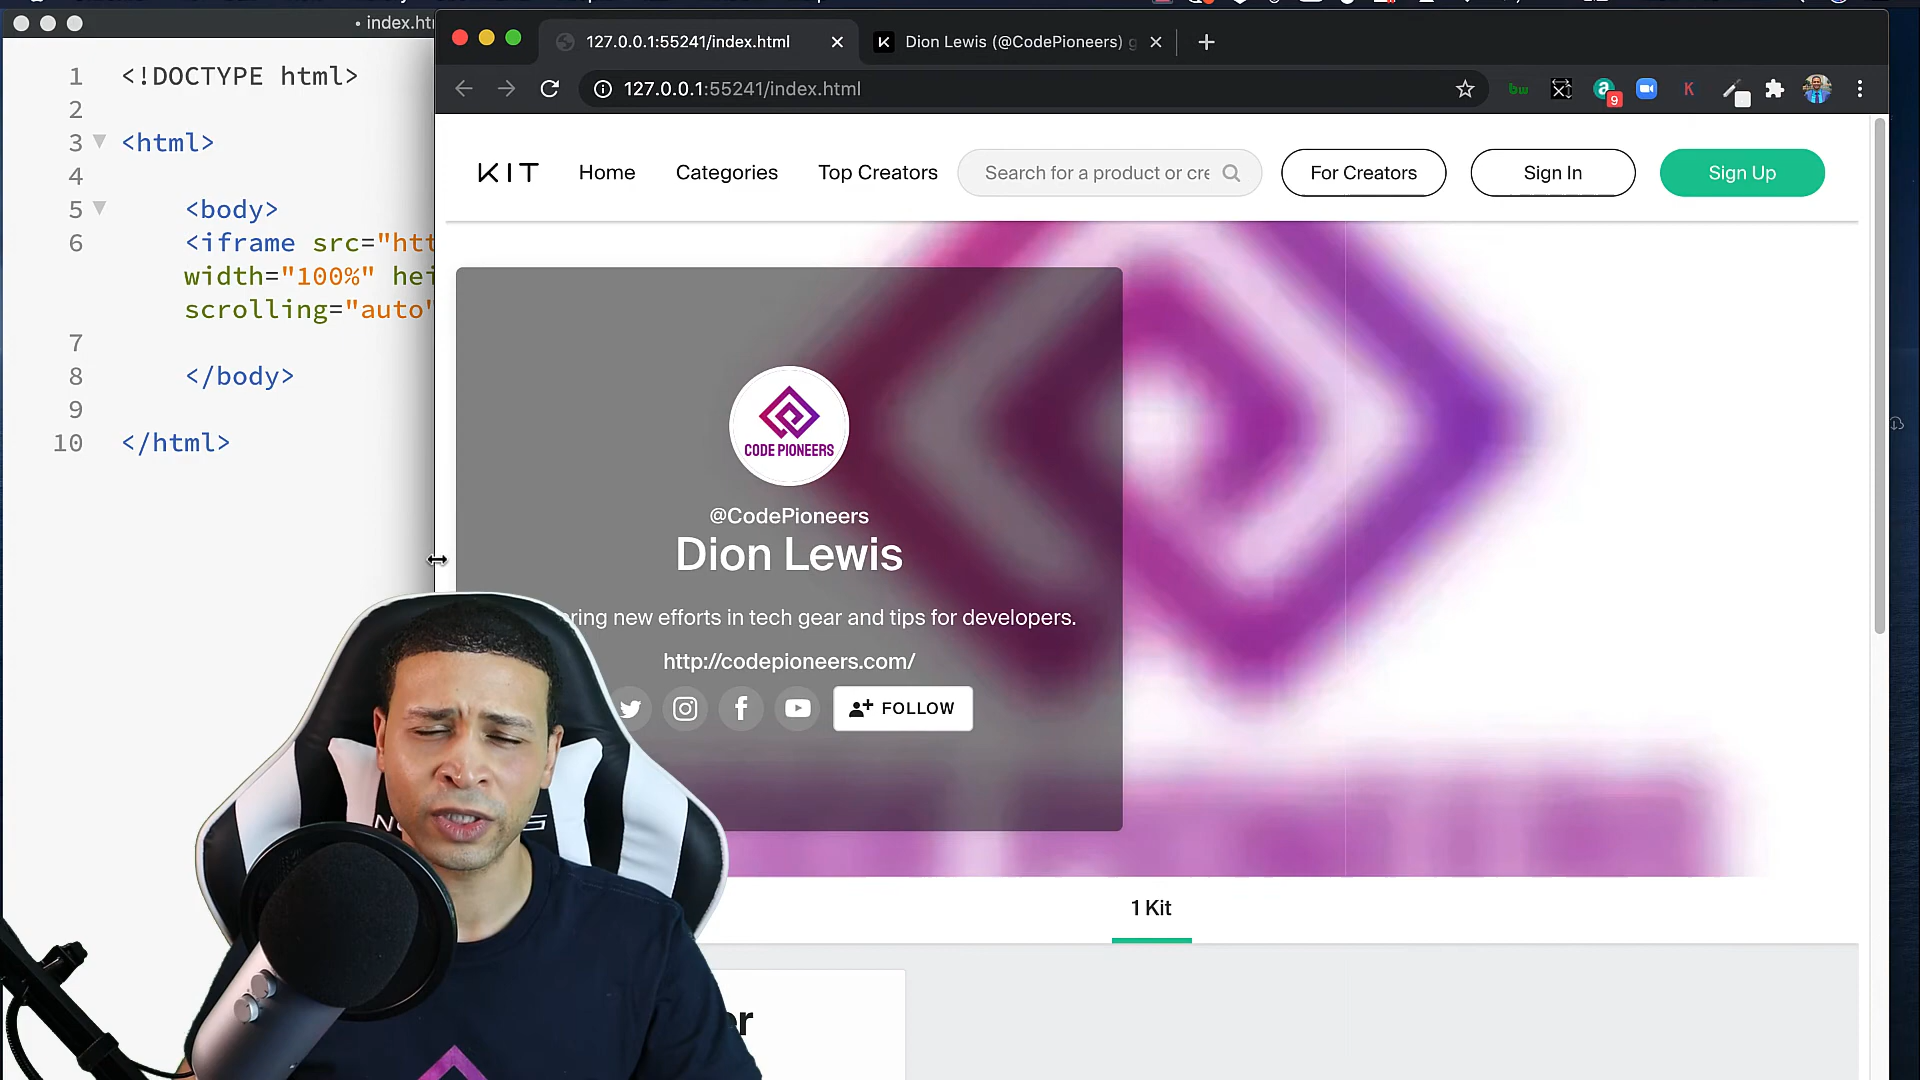 index.ht
1 <!DOCTYPE html>
2
3 <html>
4
5 <body>
6 <iframe src="htt
width="100%" hei
scrolling="auto"
7
8 </body>
9
10 </html>
127.0.0.1:55241/index.html
Dion Lewis (@CodePioneers) g
127.0.0.1:55241/index.html
bw
9
K
KIT
Home
Categories
Top Creators
Search for a product or cre
For Creators
Sign In
Sign Up
CODE PIONEERS
@CodePioneers
Dion Lewis
ring new efforts in tech gear and tips for developers.
http://codepioneers.com/
FOLLOW
1 Kit
er